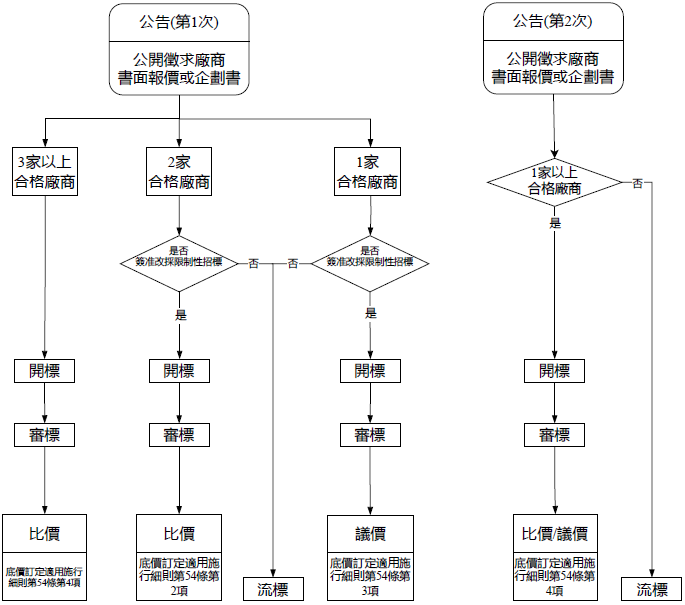 公告(第1次)
公開徵求廠商
書面報價或企劃書
3家以上
合格廠商
2家
合格廠商
1家
合格廠商
是否
簽准改採限制性招標
否
否
是否
簽准改採限制性招標
是
是
開標
開標
開標
審標
審標
審標
比價
底價訂定適用施行
細則第54條第4項
比價
底價訂定適用施
行細則第54條第
2項
議價
底價訂定適用施
行細則第54條第
3項
流標
公告(第2次)
公開徵求廠商
書面報價或企劃書
1家以上
合格廠商
否
是
開標
審標
比價/議價
底價訂定適用施
行細則第54條第
4項
流標